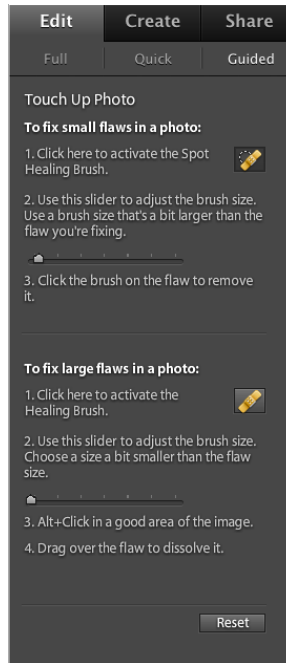 Edit Create Share
Full Quick Guided
Touch Up Photo
To fix small flaws in a photo:
1. Click here to activate the Spot
Healing Brush.
2. Use this slider to adjust the brush size.
Use a brush size that's a bit larger than the
flaw you're fixing.
3. Click the brush on the flaw to remove
it.
To fix large flaws in a photo:
1. Click here to activate the
Healing Brush.
2. Use this slider to adjust the brush size.
Choose a size a bit smaller than the flaw
size.
3. Alt+Click in a good area of the image.
4. Drag over the flaw to dissolve it.
Reset